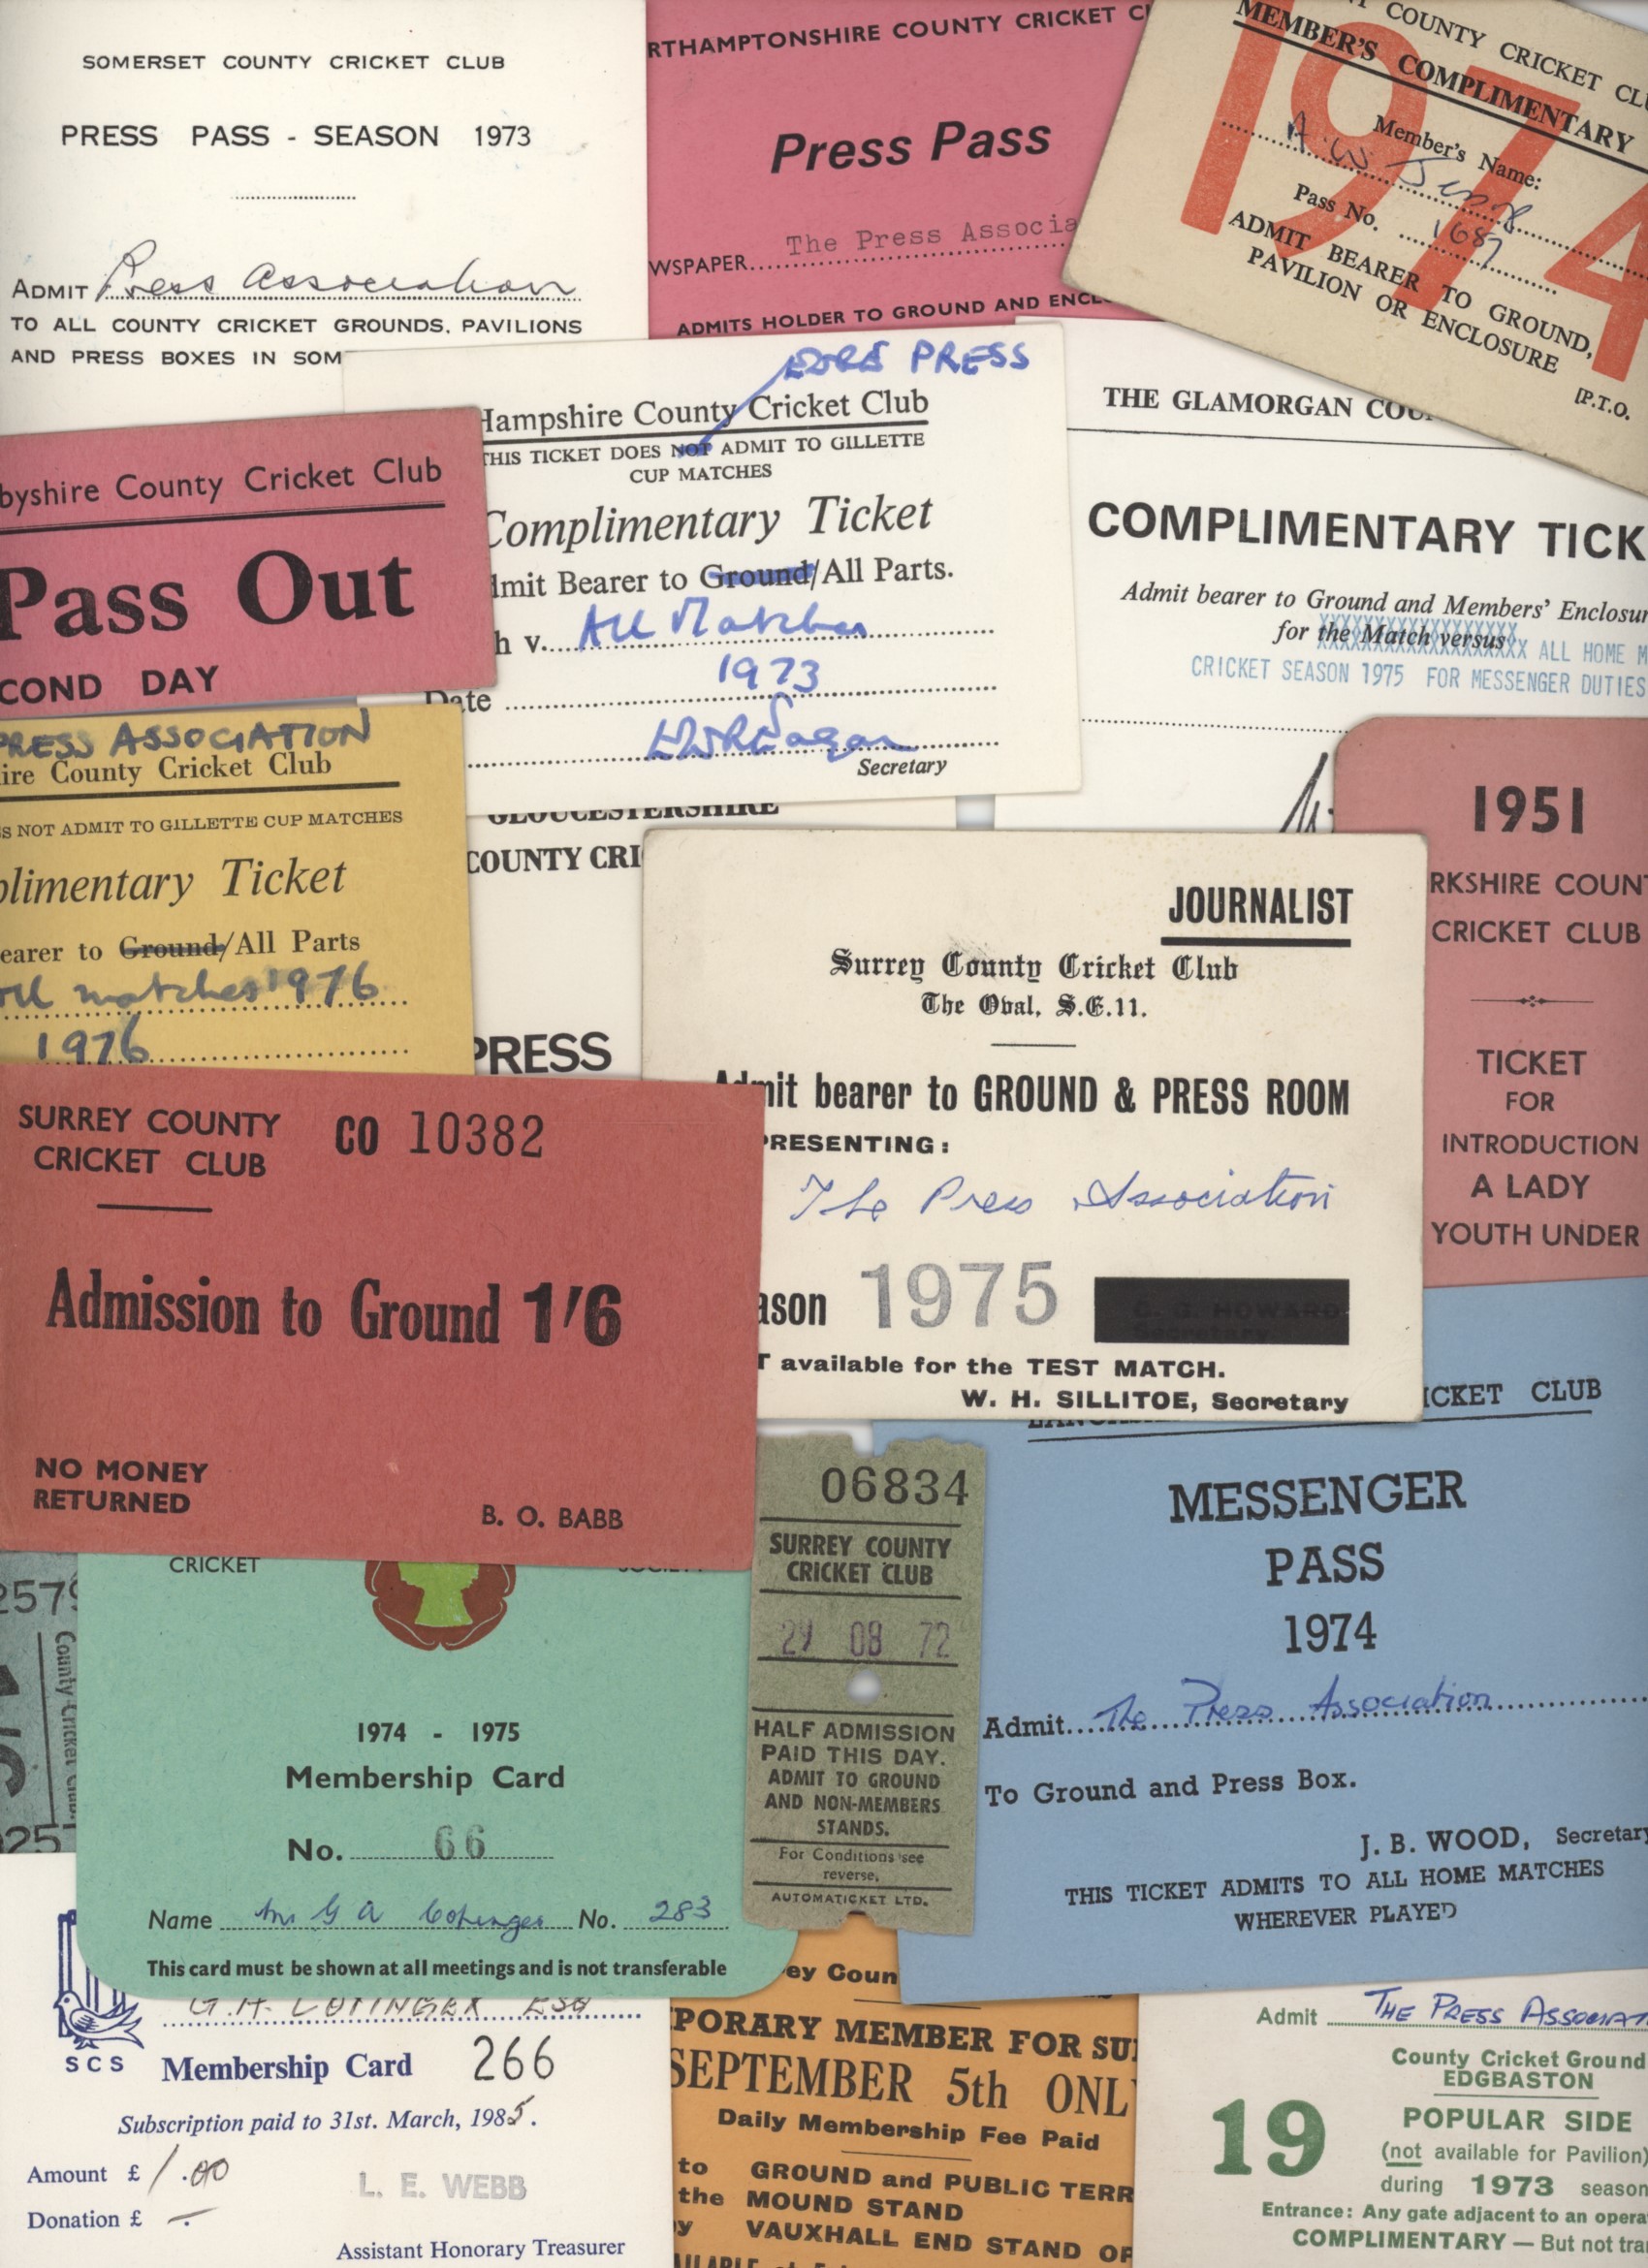 SOMERSET COUNTY CRICKET CLUB
PRESS PASS - SEASON 1973
ADMIT Press Association
TO ALL COUNTY CRICKET GROUNDS, PAVILIONS
AND PRESS BOXES IN SOM
RTHAMPTONSHIRE COUNTY CRICKET C
Press Pass
WSPAPER The Press Associa
ADMITS HOLDER TO GROUND AND ENCL
COUNTY CRICKET CLU
MEMBER'S COMPLIMENTARY
1974
Member's Name:
A. W.
Pass No. 1687
ADMIT BEARER TO GROUND,
PAVILION OR ENCLOSURE
[P.T.O.
PRESS
Hampshire County Cricket Club
THIS TICKET DOES NOT ADMIT TO GILLETTE
CUP MATCHES
Complimentary Ticket
dmit Bearer to Ground/All Parts.
h v. All Matches
1973
Date
Secretary
THE GLAMORGAN COU
COMPLIMENTARY TICK
Admit bearer to Ground and Members' Enclosur
for the Match versus ALL HOME M
CRICKET SEASON 1975 FOR MESSENGER DUTIES
byshire County Cricket Club
Pass Out
COND DAY
PRESS ASSOCIATION
ire County Cricket Club
S NOT ADMIT TO GILLETTE CUP MATCHES
plimentary Ticket
earer to Ground/All Parts
all matches 1976
1976
GLOUCESTERSHIRE
COUNTY CRI
PRESS
JOURNALIST
Surrey County Cricket Club
The Oval, S.E.11.
Admit bearer to GROUND & PRESS ROOM
PRESENTING:
The Press Association
ason 1975
C. G. HOWARD
Secretary
T available for the TEST MATCH.
W. H. SILLITOE, Secretary
1951
RKSHIRE COUNT
CRICKET CLUB
TICKET
FOR
INTRODUCTION
A LADY
YOUTH UNDER
SURREY COUNTY
CRICKET CLUB
CO 10382
Admission to Ground 1'/6
NO MONEY
RETURNED
B. O. BABB
ICKET CLUB
MESSENGER
PASS
1974
Admit The Press Association
To Ground and Press Box.
J. B. WOOD, Secretary
THIS TICKET ADMITS TO ALL HOME MATCHES
WHEREVER PLAYED
06834
SURREY COUNTY
CRICKET CLUB
29 08 72
HALF ADMISSION
PAID THIS DAY.
ADMIT TO GROUND
AND NON-MEMBERS
STANDS.
For Conditions see
reverse.
AUTOMATICKET LTD.
2579
County Cricket Club.
025
CRICKET SOCIETY
1974 - 1975
Membership Card
No. 66
Name G A No. 283
This card must be shown at all meetings and is not transferable
SCS
Membership Card 266
Subscription paid to 31st. March, 1985.
Amount £ 1.00
Donation £ -
L. E. WEBB
Assistant Honorary Treasurer
ey Coun
PORARY MEMBER FOR SU
SEPTEMBER 5th ONL
Daily Membership Fee Paid
to GROUND and PUBLIC TERR
the MOUND STAND
y VAUXHALL END STAND OF
Admit THE PRESS ASSOCIAT
County Cricket Ground
EDGBASTON
19
POPULAR SIDE
(not available for Pavilion)
during 1973 season
Entrance: Any gate adjacent to an opera
COMPLIMENTARY — But not tra